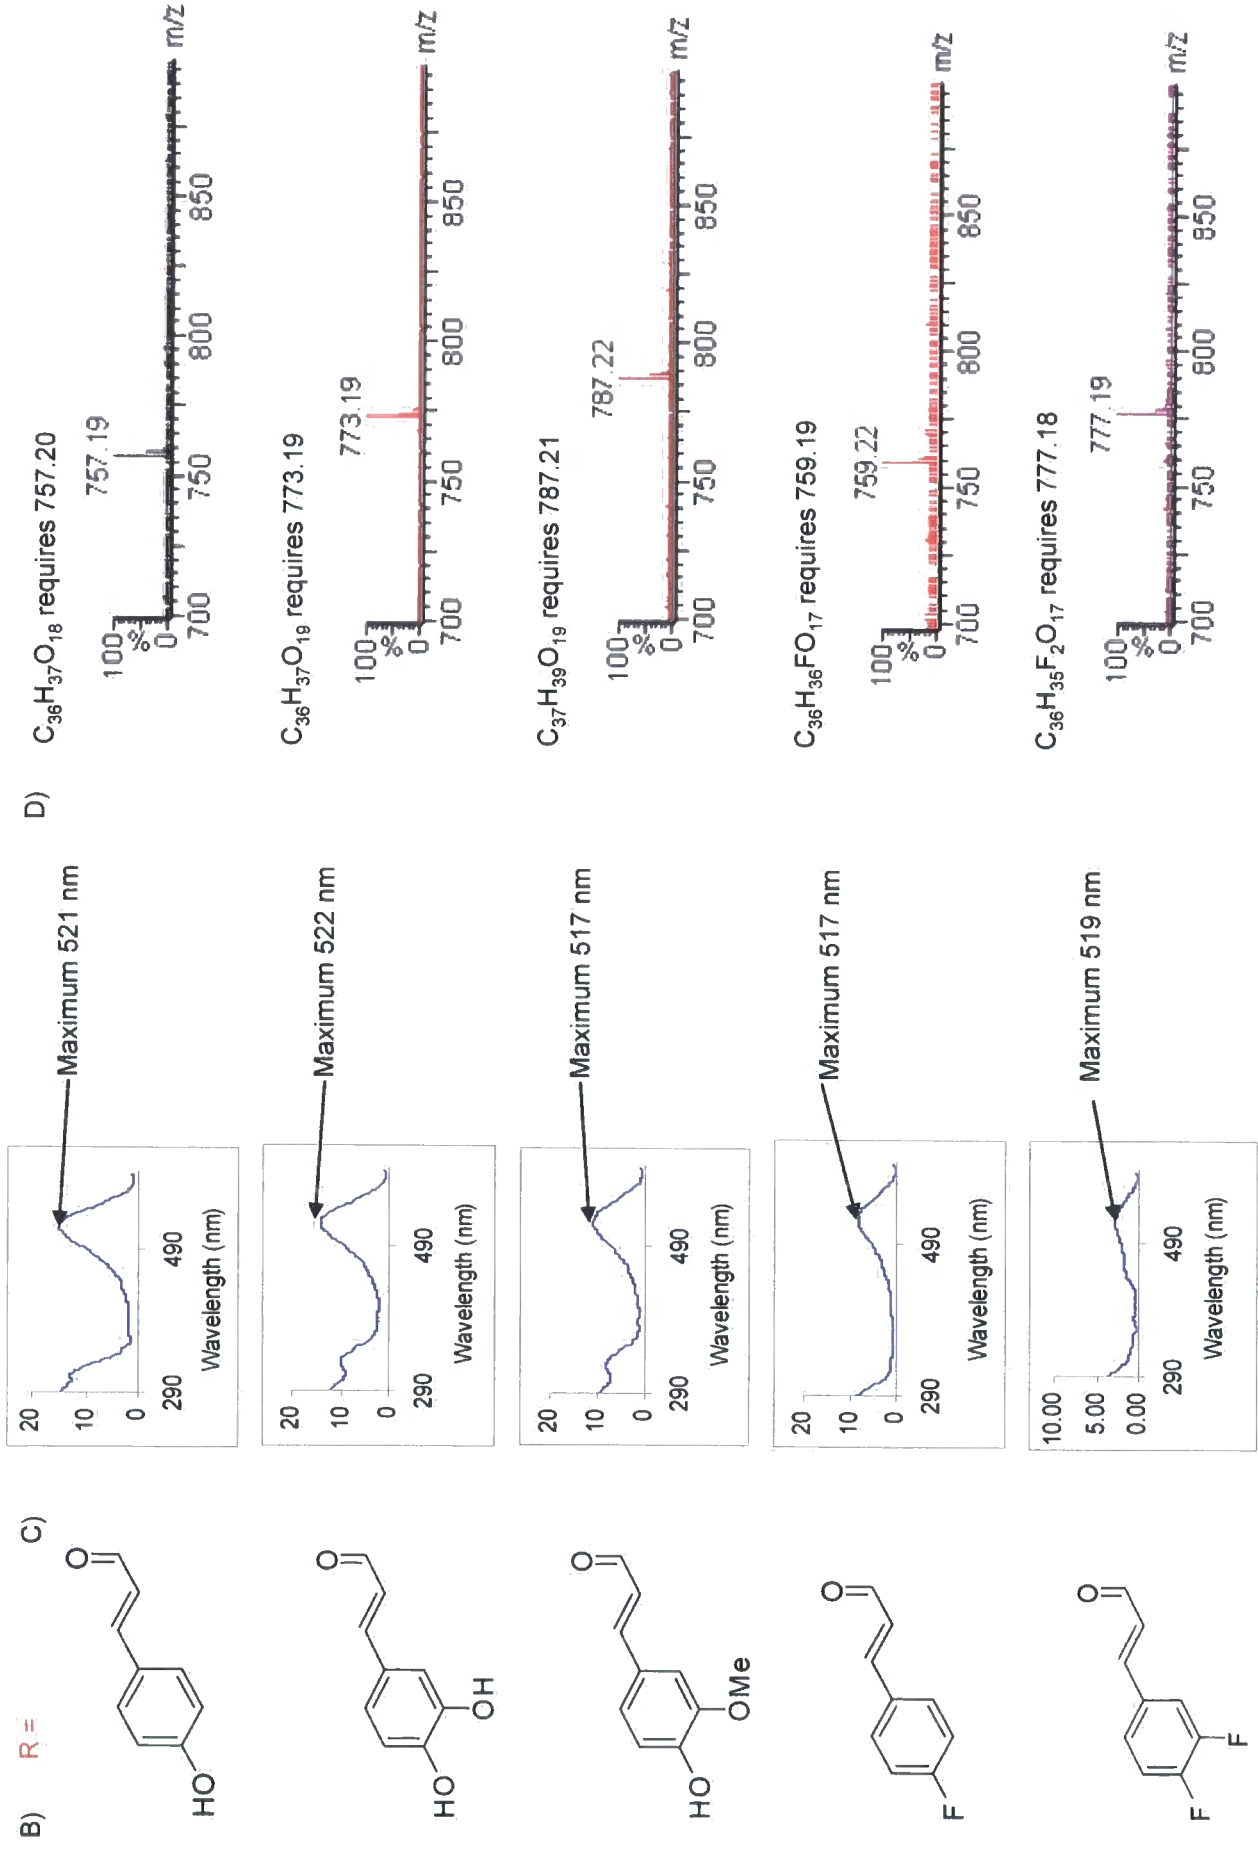 B)
R =
C)
D)
HO
O
20
10
0
290
490
Wavelength (nm)
Maximum 521 nm
C36H37O18 requires 757.20
757.19
100
%
0
700
750
800
850
m/z
HO
OH
O
20
10
0
290
490
Wavelength (nm)
Maximum 522 nm
C36H37O19 requires 773.19
773.19
100
%
0
700
750
800
850
m/z
HO
OMe
O
20
10
0
290
490
Wavelength (nm)
Maximum 517 nm
C37H39O19 requires 787.21
787.22
100
%
0
700
750
800
850
m/z
F
O
20
10
0
290
490
Wavelength (nm)
Maximum 517 nm
C36H36FO17 requires 759.19
759.22
100
%
0
700
750
800
850
m/z
F
F
O
10.00
5.00
0.00
290
490
Wavelength (nm)
Maximum 519 nm
C36H35F2O17 requires 777.18
777.19
100
%
0
700
750
800
850
m/z